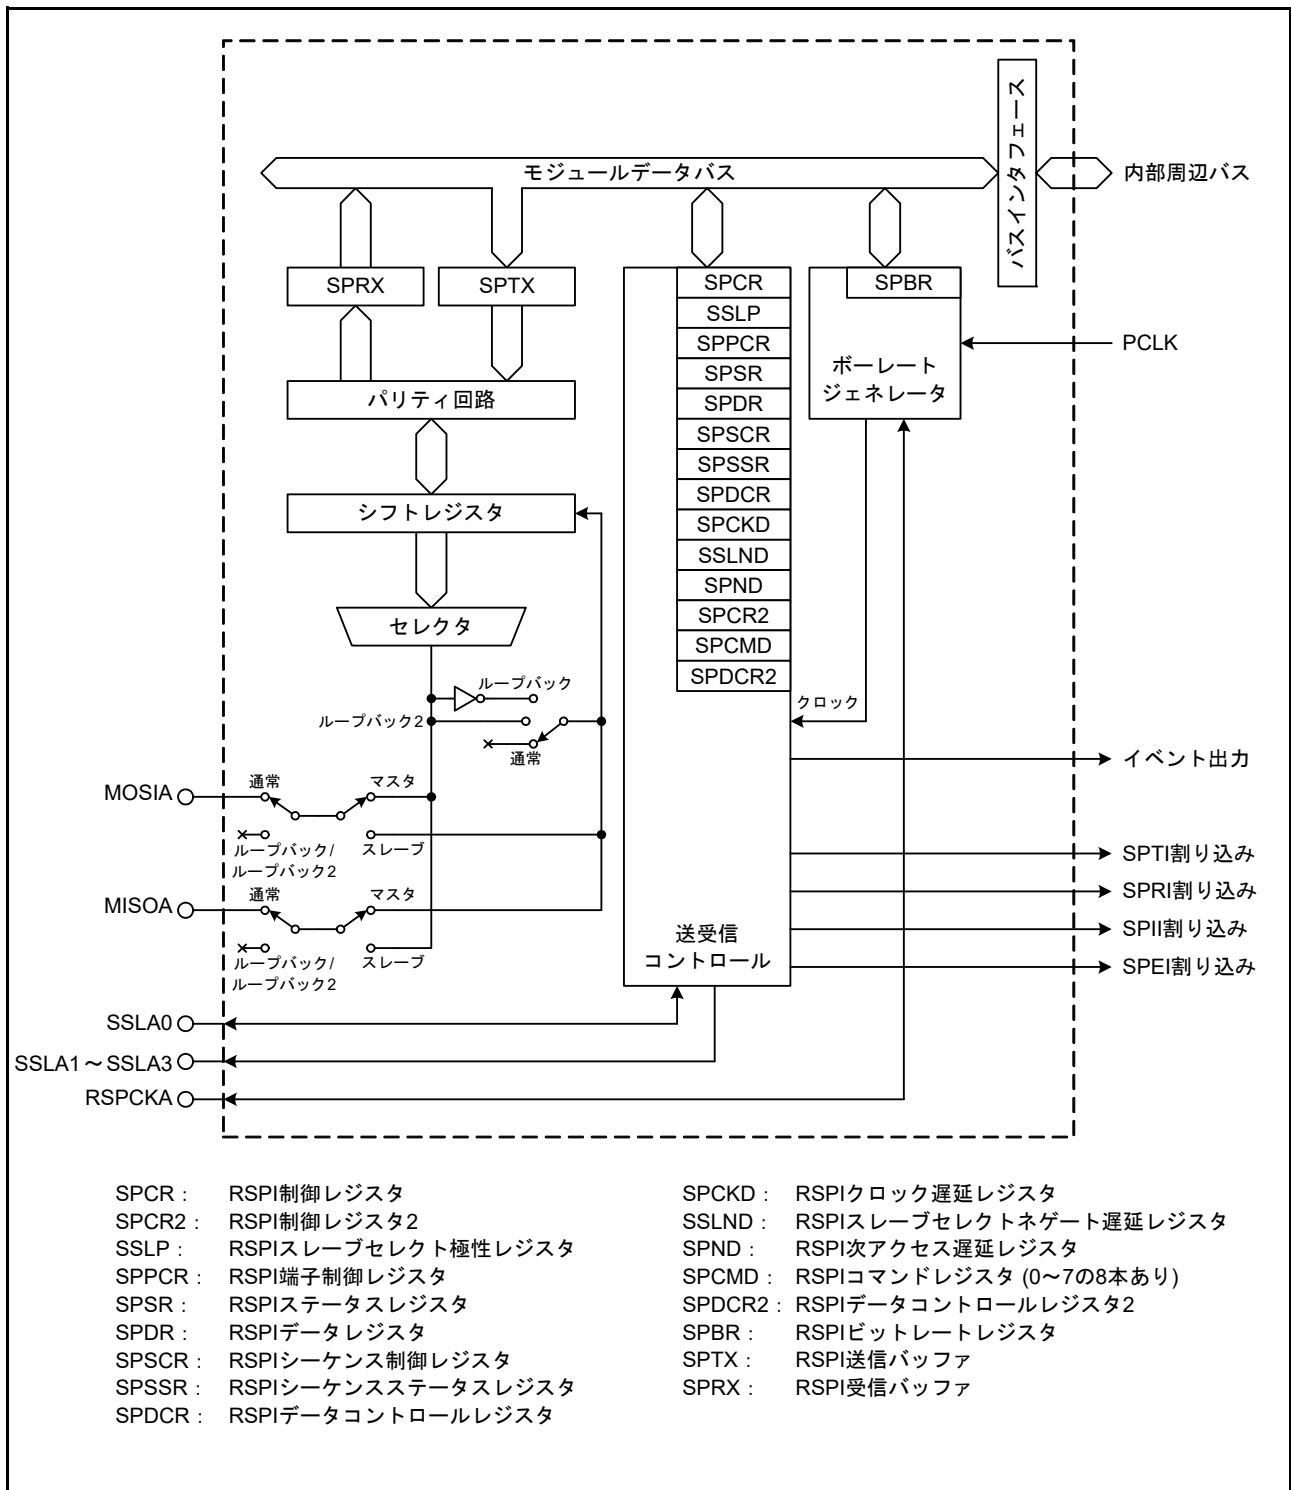 バスインタフェース
モジュールデータバス
内部周辺バス
SPRX
SPTX
SPCR
SPBR
SSLP
SPPCR
PCLK
SPSR
ボーレート
ジェネレータ
SPDR
パリティ回路
SPSCR
SPSSR
SPDCR
シフトレジスタ
SPCKD
SSLND
SPND
SPCR2
セレクタ
SPCMD
SPDCR2
ループバック
クロック
ループバック2
通常
イベント出力
MOSIA
通常
マスタ
ループバック/
ループバック2
スレーブ
SPTI割り込み
MISOA
通常
マスタ
SPRI割り込み
送受信
コントロール
SPII割り込み
ループバック/
ループバック2
スレーブ
SPEI割り込み
SSLA0
SSLA1～SSLA3
RSPCKA
SPCR： RSPI制御レジスタ
SPCR2： RSPI制御レジスタ2
SSLP： RSPIスレーブセレクト極性レジスタ
SPPCR： RSPI端子制御レジスタ
SPSR： RSPIステータスレジスタ
SPDR： RSPIデータレジスタ
SPSCR： RSPIシーケンス制御レジスタ
SPSSR： RSPIシーケンスステータスレジスタ
SPDCR： RSPIデータコントロールレジスタ
SPCKD： RSPIクロック遅延レジスタ
SSLND： RSPIスレーブセレクトネゲート遅延レジスタ
SPND： RSPI次アクセス遅延レジスタ
SPCMD： RSPIコマンドレジスタ (0～7の8本あり)
SPDCR2： RSPIデータコントロールレジスタ2
SPBR： RSPIビットレートレジスタ
SPTX： RSPI送信バッファ
SPRX： RSPI受信バッファ